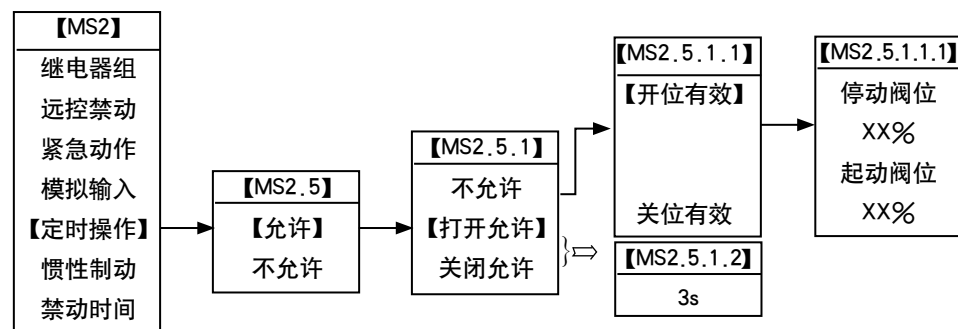 【MS2】
继电器组
远控禁动
紧急动作
模拟输入
【定时操作】
惯性制动
禁动时间
【MS2.5】
【允许】
不允许
【MS2.5.1】
不允许
【打开允许】
关闭允许
【MS2.5.1.1】
【开位有效】
关位有效
【MS2.5.1.2】
3s
【MS2.5.1.1.1】
停动阀位
XX%
起动阀位
XX%